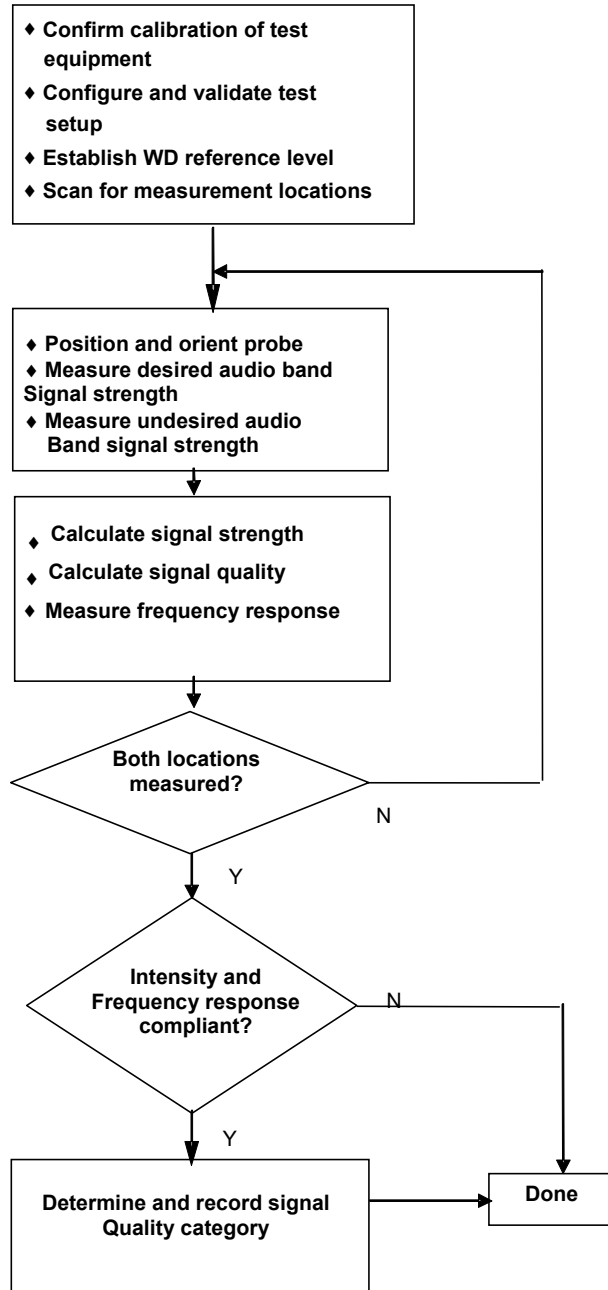 ♦ Confirm calibration of test
equipment
♦ Configure and validate test
setup
♦ Establish WD reference level
♦ Scan for measurement locations
♦ Position and orient probe
♦ Measure desired audio band
Signal strength
♦ Measure undesired audio
Band signal strength
♦ Calculate signal strength
♦ Calculate signal quality
♦ Measure frequency response
Both locations
measured?
N
Y
Intensity and
Frequency response
compliant?
N
Y
Determine and record signal
Quality category
Done